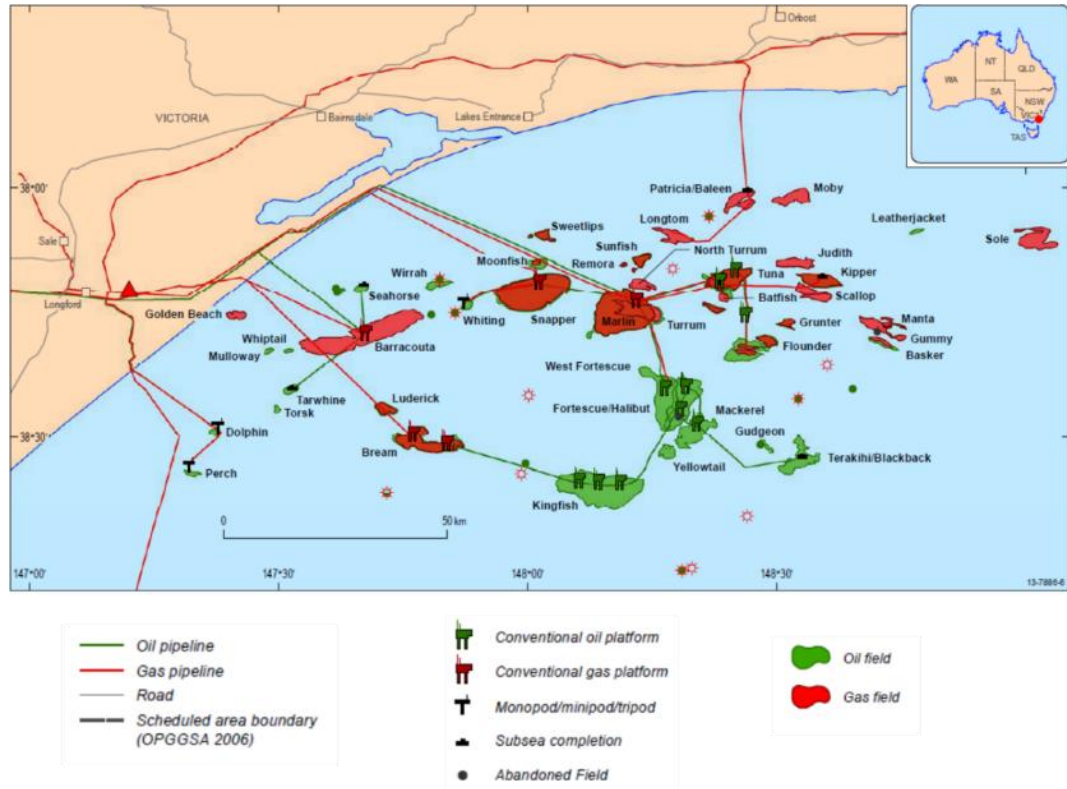 Orbost
VICTORIA
Bairnsdale
Lakes Entrance
NT
QLD
WA
SA
NSW
VIC
TAS
38°00'
Patricia/Baleen
Moby
Longtom
Leatherjacket
Sweetlips
Sole
Sale
Sunfish
North Turrum
Judith
Moonfish
Remora
Wirrah
Tuna
Kipper
Longford
Seahorse
Batfish
Scallop
Golden Beach
Whiting
Snapper
Marlin
Turrum
Grunter
Manta
Whiptail
Gummy
Mulloway
Barracouta
Flounder
Basker
West Fortescue
Tarwhine
Luderick
Fortescue/Halibut
Torsk
Mackerel
38°30'
Dolphin
Gudgeon
Bream
Terakihi/Blackback
Perch
Yellowtail
Kingfish
0
50 km
147°00'
147°30'
148°00'
148°30'
13-7886-6
Oil pipeline
Gas pipeline
Road
Scheduled area boundary
(OPGGSA 2006)
Conventional oil platform
Conventional gas platform
Monopod/minipod/tripod
Subsea completion
Abandoned Field
Oil field
Gas field